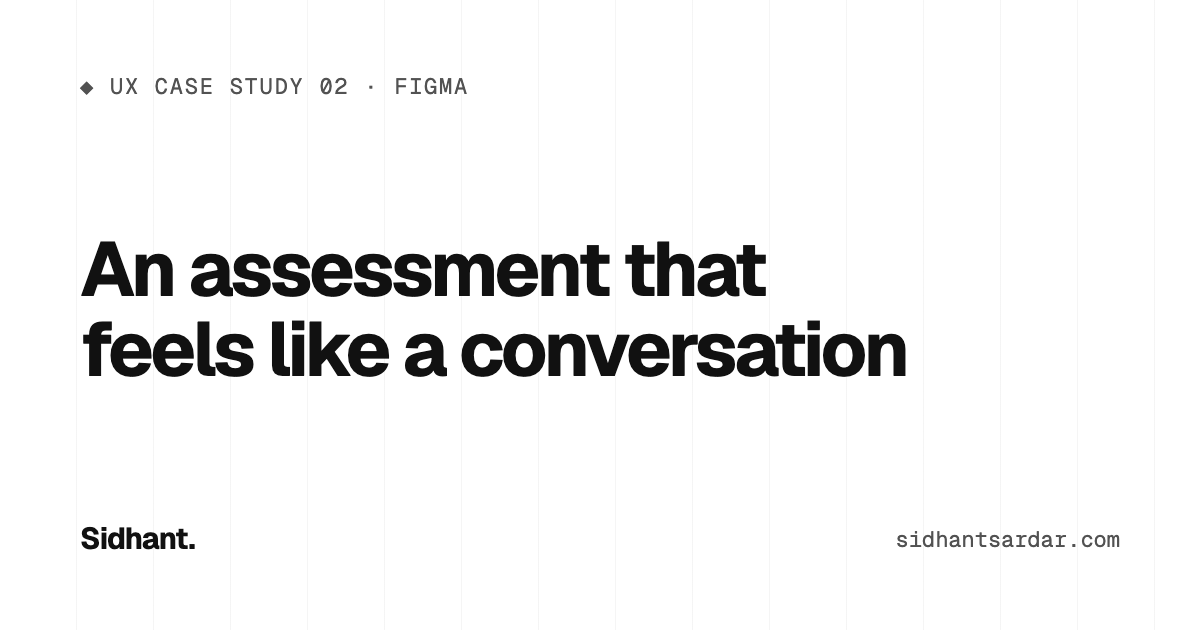 ◆ UX CASE STUDY 02 · FIGMA
An assessment that
feels like a conversation
Sidhant.
sidhantsardar.com